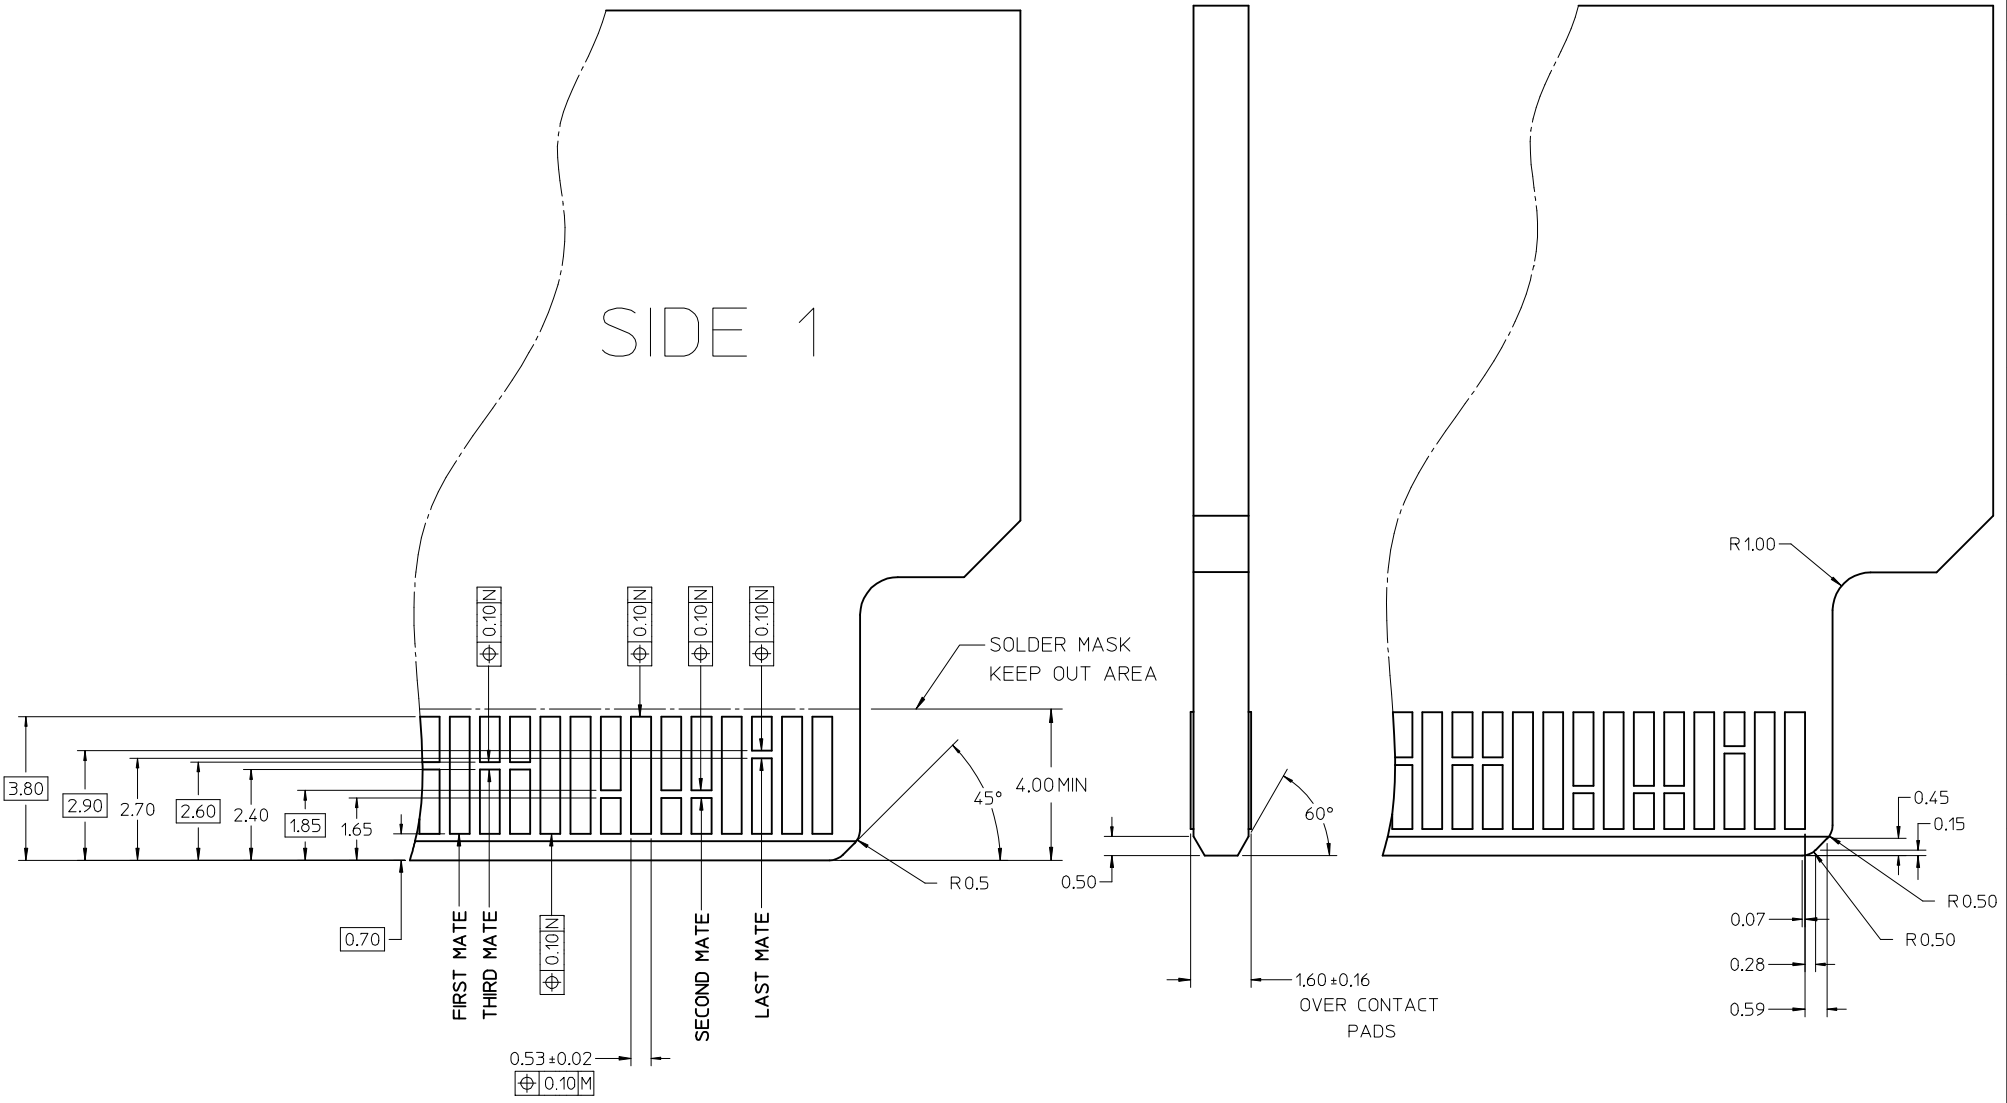 SIDE 1
R1.00
0.10 N
0.10 N
0.10 N
0.10 N
SOLDER MASK
KEEP OUT AREA
3.80
2.90
2.70
2.60
2.40
1.85
1.65
45°
4.00 MIN
60°
0.45
0.15
0.50
R0.5
R0.50
0.70
FIRST MATE
THIRD MATE
0.10 N
SECOND MATE
LAST MATE
0.07
R0.50
0.28
1.60±0.16
OVER CONTACT
PADS
0.59
0.53±0.02
0.10 M